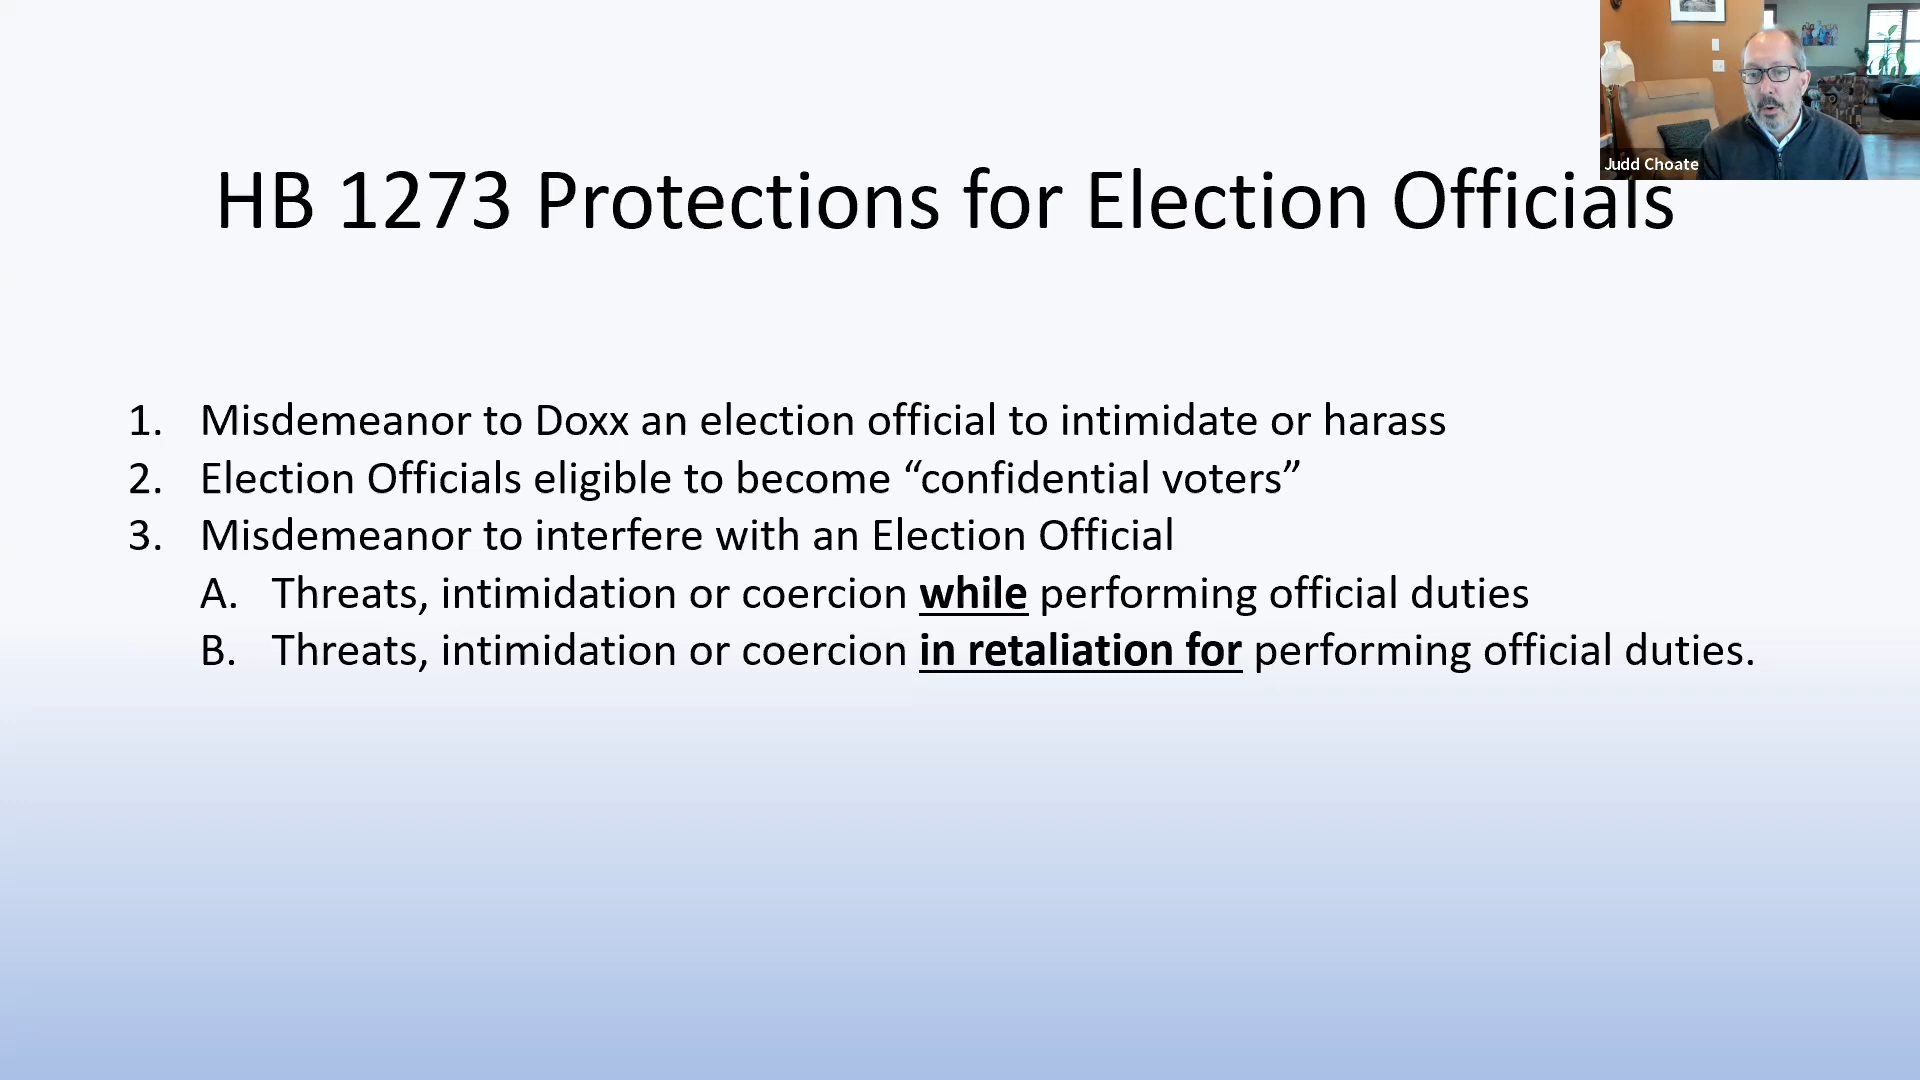 HB 1273 Protections for Election Officials
Judd Choate
1. Misdemeanor to Doxx an election official to intimidate or harass
2. Election Officials eligible to become “confidential voters”
3. Misdemeanor to interfere with an Election Official
A. Threats, intimidation or coercion while performing official duties
B. Threats, intimidation or coercion in retaliation for performing official duties.